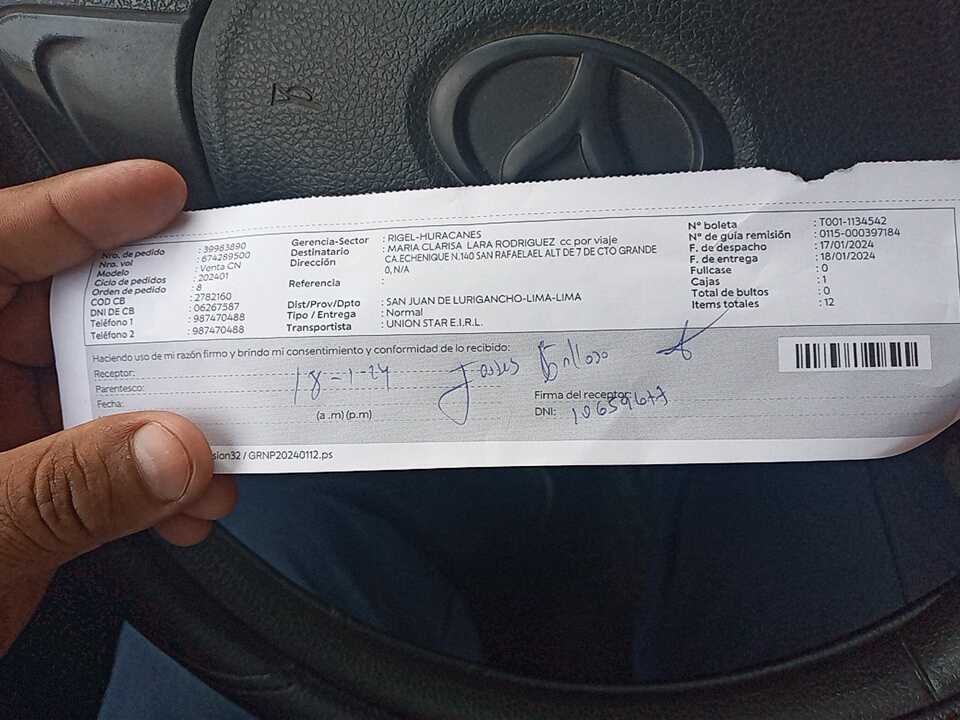 Nro. de pedido : 39983890
Nro. vol : 674289500
Modelo : Venta CN
Ciclo de pedidos : 202401
Orden de pedido : 8
COD CB : 2782160
DNI DE CB : 06267587
Teléfono 1 : 987470488
Teléfono 2 : 987470488
Gerencia-Sector : RIGEL-HURACANES
Destinatario : MARIA CLARISA LARA RODRIGUEZ cc por viaje
Dirección : CA.ECHENIQUE N.140 SAN RAFAELAEL ALT DE 7 DE CTO GRANDE
0, N/A
Referencia :
Dist/Prov/Dpto : SAN JUAN DE LURIGANCHO-LIMA-LIMA
Tipo / Entrega : Normal
Transportista : UNION STAR E.I.R.L.
N° boleta : T001-1134542
N° de guía remisión : 0115-000397184
F. de despacho : 17/01/2024
F. de entrega : 18/01/2024
Fullcase : 0
Cajas : 1
Total de bultos : 0
Items totales : 12
Haciendo uso de mi razón firmo y brindo mi consentimiento y conformidad de lo recibido:
Receptor:
Parentesco:
Fecha:
18-1-24
(a .m) (p.m)
Firma del receptor:
DNI: 10659677
sion32 / GRNP20240112.ps